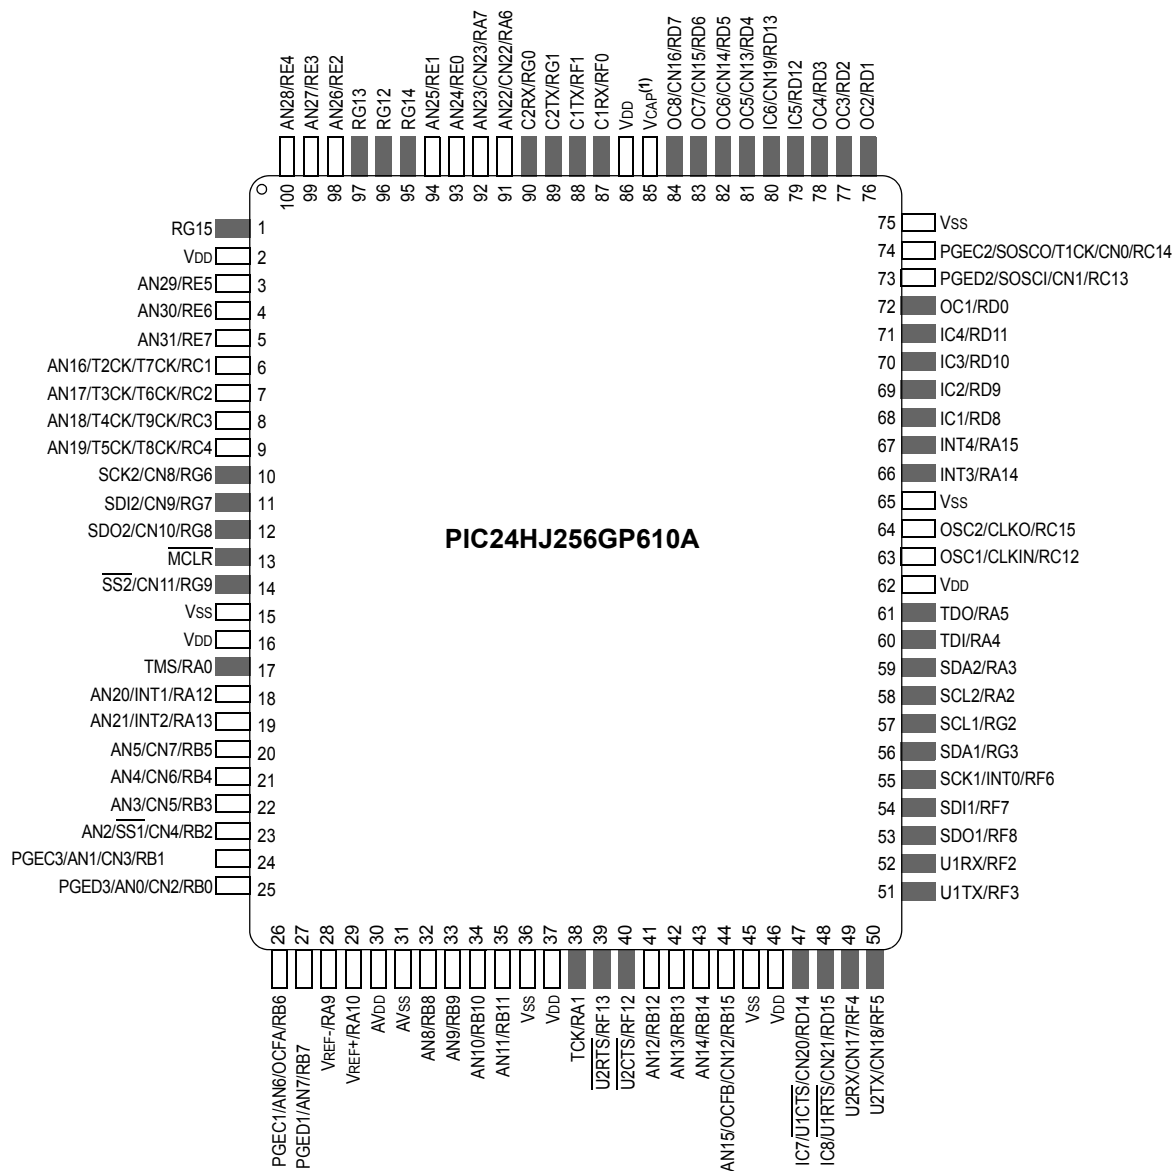 AN28/RE4
AN27/RE3
AN26/RE2
RG13
RG12
RG14
AN25/RE1
AN24/RE0
AN23/CN23/RA7
AN22/CN22/RA6
C2RX/RG0
C2TX/RG1
C1TX/RF1
C1RX/RF0
VDD
VCAP(1)
OC8/CN16/RD7
OC7/CN15/RD6
OC6/CN14/RD5
OC5/CN13/RD4
IC6/CN19/RD13
IC5/RD12
OC4/RD3
OC3/RD2
OC2/RD1
100
99
98
97
96
95
94
93
92
91
90
89
88
87
86
85
84
83
82
81
80
79
78
77
76
RG15 1
VDD 2
AN29/RE5 3
AN30/RE6 4
AN31/RE7 5
AN16/T2CK/T7CK/RC1 6
AN17/T3CK/T6CK/RC2 7
AN18/T4CK/T9CK/RC3 8
AN19/T5CK/T8CK/RC4 9
SCK2/CN8/RG6 10
SDI2/CN9/RG7 11
SDO2/CN10/RG8 12
MCLR 13
SS2/CN11/RG9 14
VSS 15
VDD 16
TMS/RA0 17
AN20/INT1/RA12 18
AN21/INT2/RA13 19
AN5/CN7/RB5 20
AN4/CN6/RB4 21
AN3/CN5/RB3 22
AN2/SS1/CN4/RB2 23
PGEC3/AN1/CN3/RB1 24
PGED3/AN0/CN2/RB0 25
PIC24HJ256GP610A
75 VSS
74 PGEC2/SOSCO/T1CK/CN0/RC14
73 PGED2/SOSCI/CN1/RC13
72 OC1/RD0
71 IC4/RD11
70 IC3/RD10
69 IC2/RD9
68 IC1/RD8
67 INT4/RA15
66 INT3/RA14
65 VSS
64 OSC2/CLKO/RC15
63 OSC1/CLKIN/RC12
62 VDD
61 TDO/RA5
60 TDI/RA4
59 SDA2/RA3
58 SCL2/RA2
57 SCL1/RG2
56 SDA1/RG3
55 SCK1/INT0/RF6
54 SDI1/RF7
53 SDO1/RF8
52 U1RX/RF2
51 U1TX/RF3
26
27
28
29
30
31
32
33
34
35
36
37
38
39
40
41
42
43
44
45
46
47
48
49
50
PGEC1/AN6/OCFA/RB6
PGED1/AN7/RB7
VREF-/RA9
VREF+/RA10
AVDD
AVSS
AN8/RB8
AN9/RB9
AN10/RB10
AN11/RB11
VSS
VDD
TCK/RA1
U2RTS/RF13
U2CTS/RF12
AN12/RB12
AN13/RB13
AN14/RB14
AN15/OCFB/CN12/RB15
VSS
VDD
IC7/U1CTS/CN20/RD14
IC8/U1RTS/CN21/RD15
U2RX/CN17/RF4
U2TX/CN18/RF5